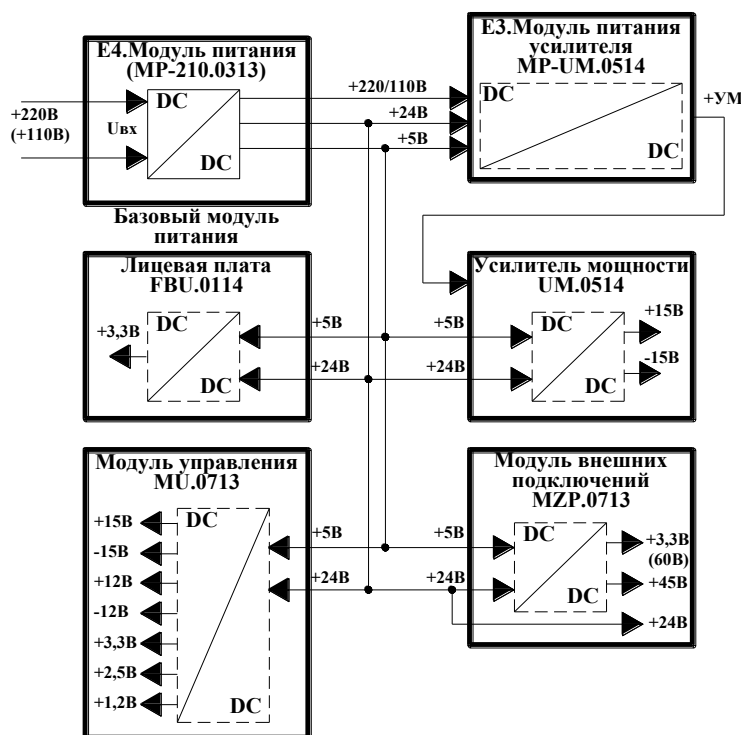 E4.Модуль питания
(MP-210.0313)
+220В
(+110В)
Uвх
DC
DC
Базовый модуль
питания
+220/110В
+24В
+5В
E3.Модуль питания
усилителя
MP-UM.0514
DC
DC
+УМ
Лицевая плата
FBU.0114
+3,3В
DC
DC
+5В
+24В
+5В
+24В
Усилитель мощности
UM.0514
DC
DC
+15В
-15В
Модуль управления
MU.0713
+15В
-15В
+12В
-12В
+3,3В
+2,5В
+1,2В
DC
DC
+5В
+24В
+5В
+24В
Модуль внешних
подключений
MZP.0713
DC
DC
+3,3В
(60В)
+45В
+24В